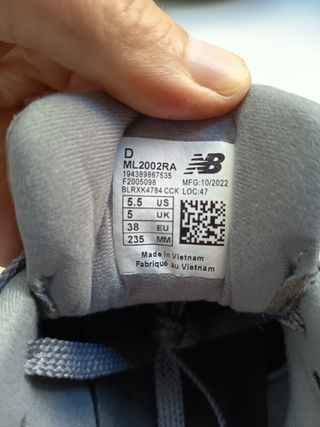 D
ML2002RA
NB
194389867535
F2005098 MFG:10/2022
BLRXK4784 CCK LOC:47
5.5 US
5 UK
38 EU
235 MM
Made in Vietnam
Fabriqué au Vietnam